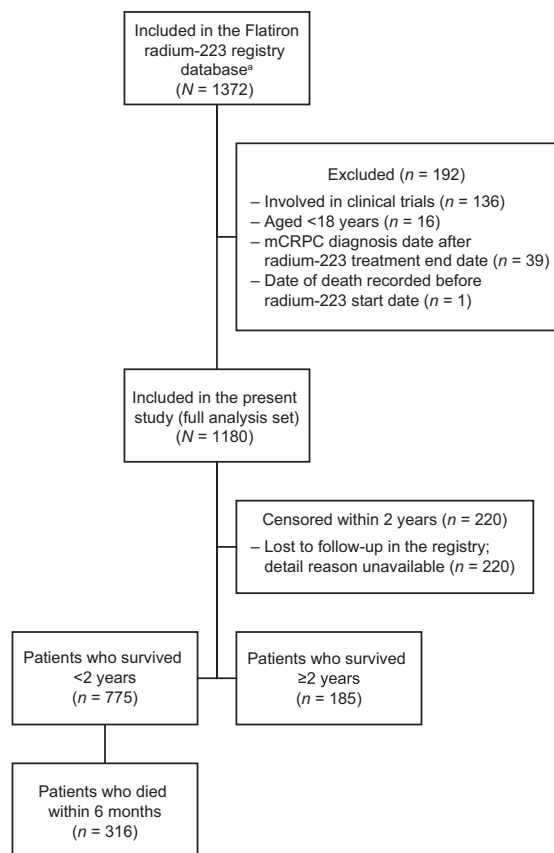 Included in the Flatiron
radium-223 registry
databaseᵃ
(N = 1372)
Excluded (n = 192)
– Involved in clinical trials (n = 136)
– Aged <18 years (n = 16)
– mCRPC diagnosis date after
radium-223 treatment end date (n = 39)
– Date of death recorded before
radium-223 start date (n = 1)
Included in the present
study (full analysis set)
(N = 1180)
Censored within 2 years (n = 220)
– Lost to follow-up in the registry;
detail reason unavailable (n = 220)
Patients who survived
<2 years
(n = 775)
Patients who survived
≥2 years
(n = 185)
Patients who died
within 6 months
(n = 316)